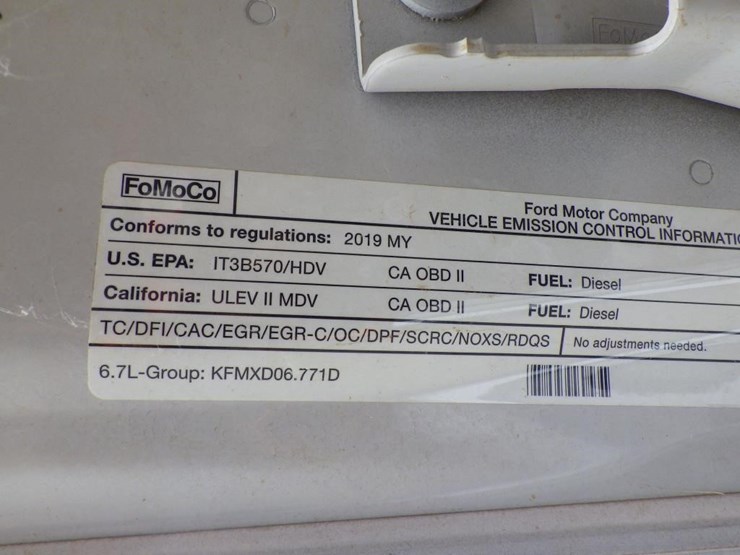 FoMoCo
Ford Motor Company
VEHICLE EMISSION CONTROL
Conforms to regulations: 2019 MY
U.S. EPA: IT3B570/HDV CA OBD II FUEL: Diesel
California: ULEV II MDV CA OBD II FUEL: Diesel
TC/DFI/CAC/EGR/EGR-C/OC/DPF/SCRC/NOXS/RDQS No adjustments needed.
6.7L-Group: KFMXD06.771D